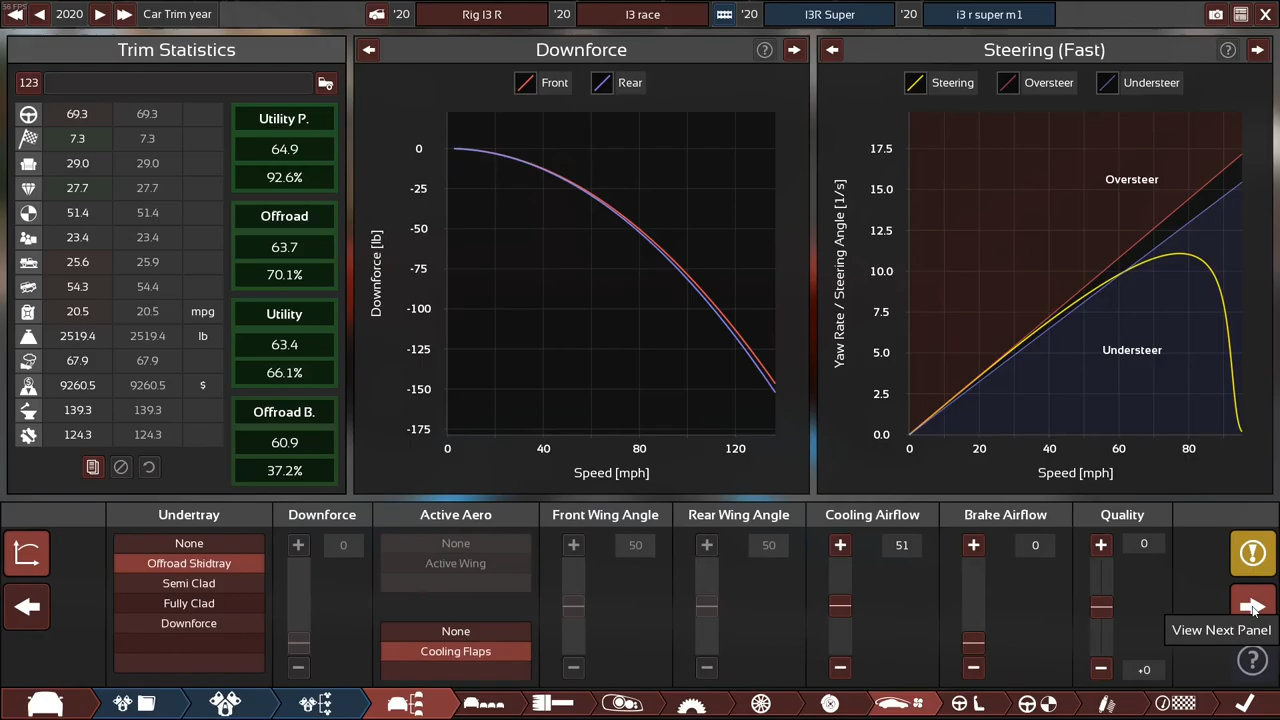 56 FPS
2020
Car Trim year
'20
Rig I3 R
'20
I3 race
'20
I3R Super
'20
i3 r super m1
Trim Statistics
123
69.3 69.3
7.3 7.3
29.0 29.0
27.7 27.7
51.4 51.4
23.4 23.4
25.6 25.9
54.3 54.4
20.5 20.5 mpg
2519.4 2519.4 lb
67.9 67.9
9260.5 9260.5 $
139.3 139.3
124.3 124.3
Utility P.
64.9
92.6%
Offroad
63.7
70.1%
Utility
63.4
66.1%
Offroad B.
60.9
37.2%
Downforce
?
Front
Rear
0
-25
-50
-75
-100
-125
-150
-175
Downforce [lb]
0 40 80 120
Speed [mph]
Steering (Fast)
?
Steering
Oversteer
Understeer
17.5
15.0
12.5
10.0
7.5
5.0
2.5
0.0
Yaw Rate / Steering Angle [1/s]
Oversteer
Understeer
0 20 40 60 80
Speed [mph]
Undertray
None
Offroad Skidtray
Semi Clad
Fully Clad
Downforce
Downforce
0
Active Aero
None
Active Wing
None
Cooling Flaps
Front Wing Angle
50
Rear Wing Angle
50
Cooling Airflow
51
Brake Airflow
0
Quality
0
+0
View Next Panel
?